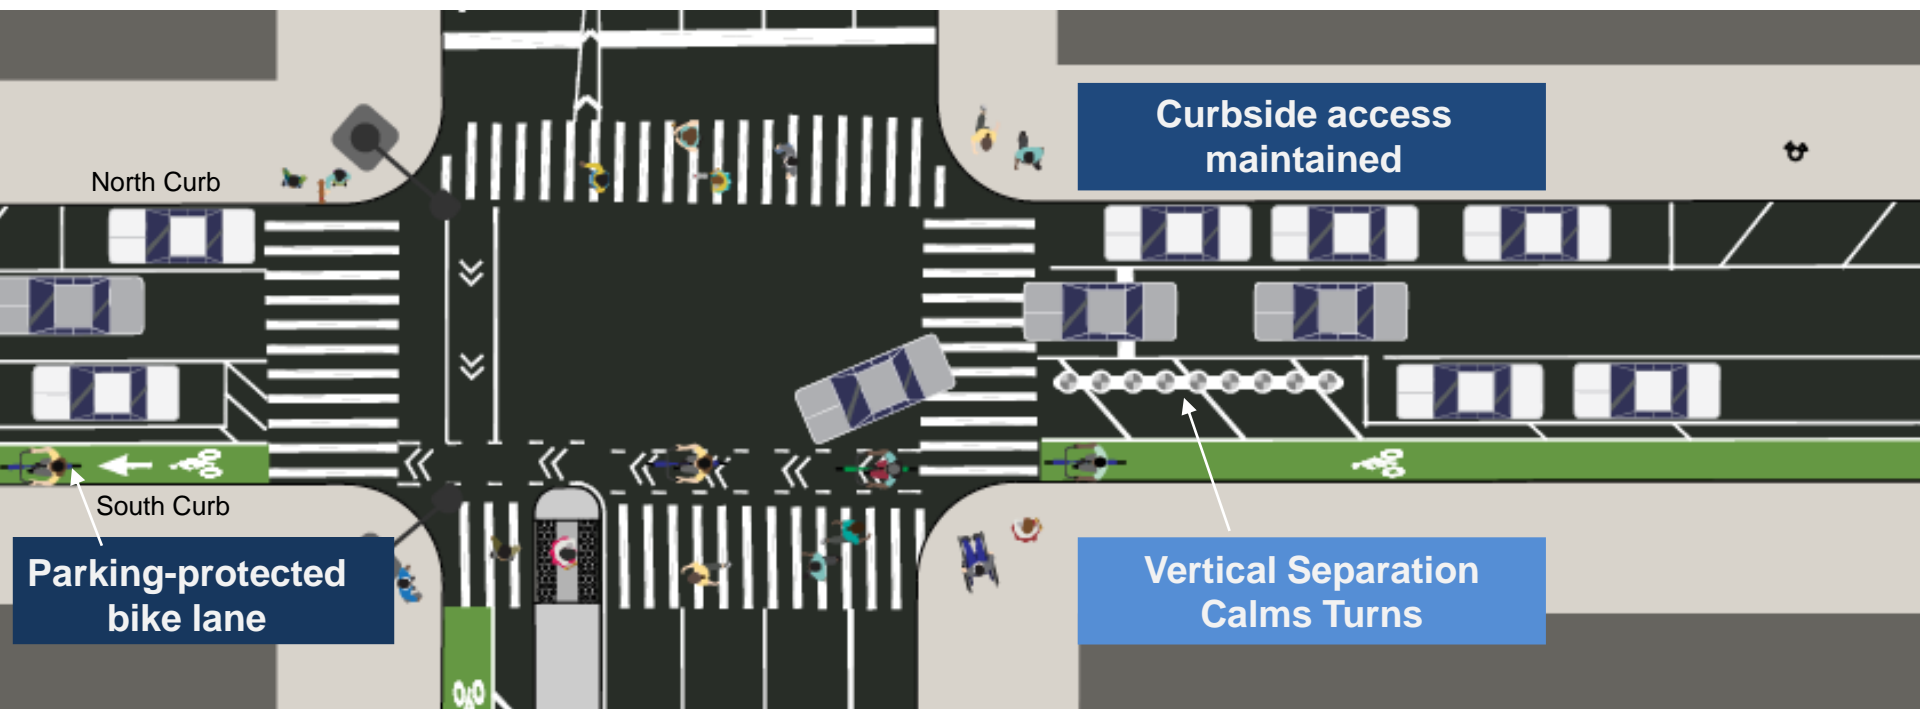 Curbside access
maintained
North Curb
South Curb
Parking-protected
bike lane
Vertical Separation
Calms Turns